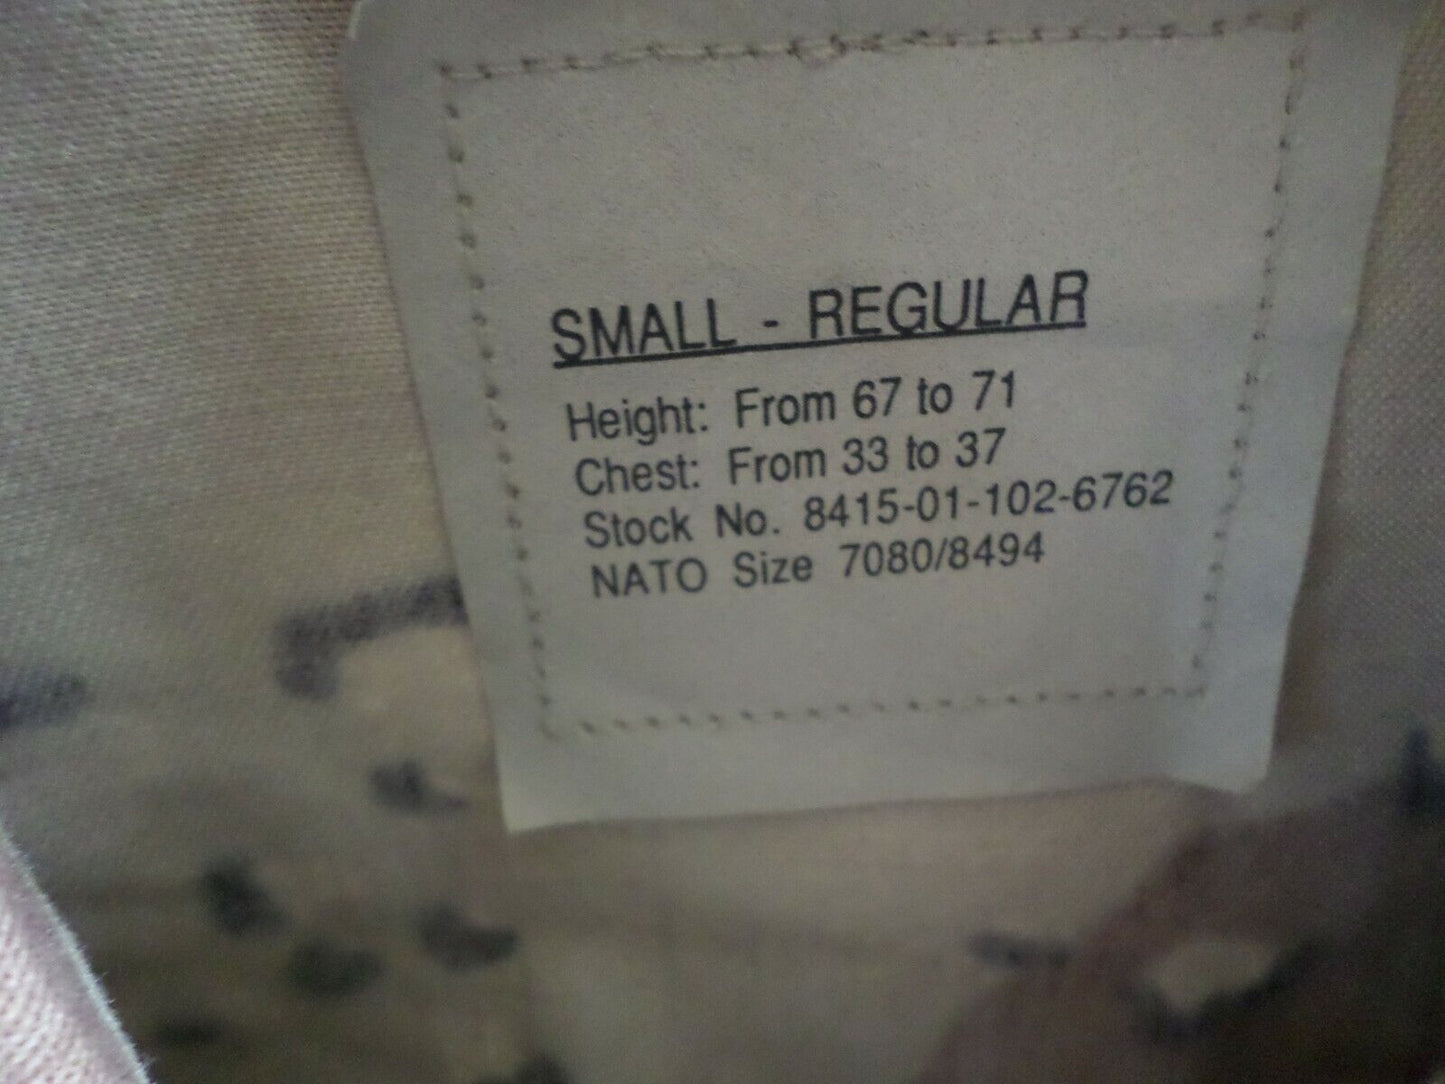 SMALL - REGULAR
Height: From 67 to 71
Chest: From 33 to 37
Stock No. 8415-01-102-6762
NATO Size 7080/8494